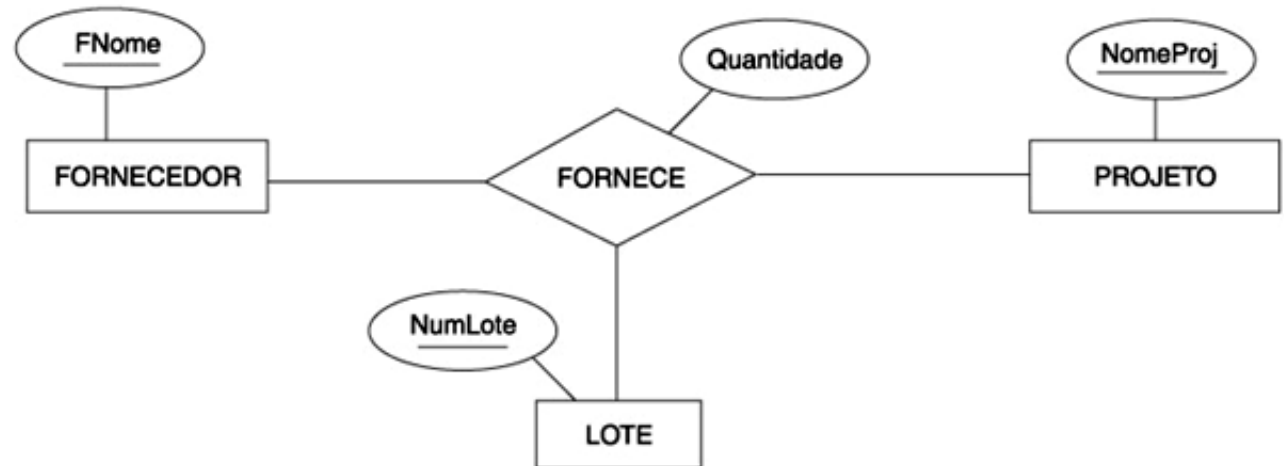 FNome
Quantidade
NomeProj
FORNECEDOR
FORNECE
PROJETO
NumLote
LOTE